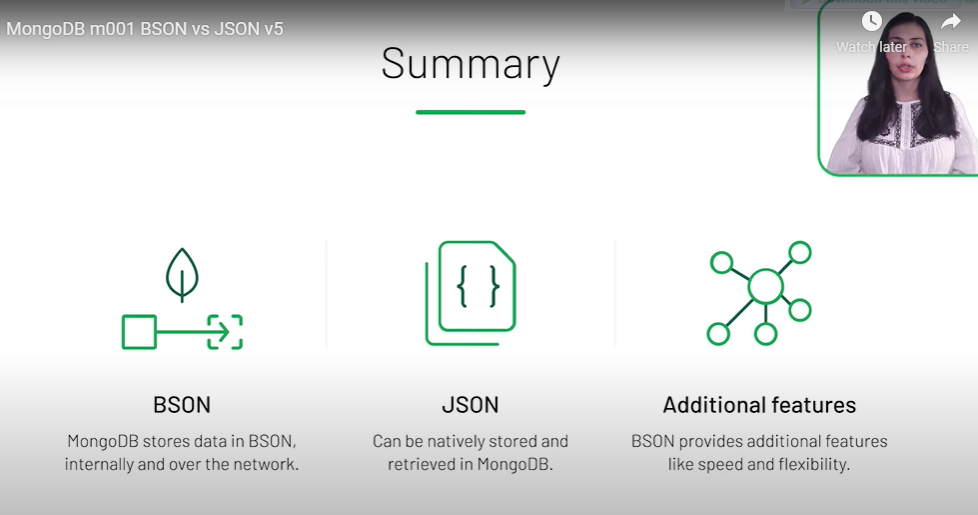 MongoDB m001 BSON vs JSON v5
Watch later
Share
Summary
{ }
BSON
MongoDB stores data in BSON,
internally and over the network.
JSON
Can be natively stored and
retrieved in MongoDB.
Additional features
BSON provides additional features
like speed and flexibility.